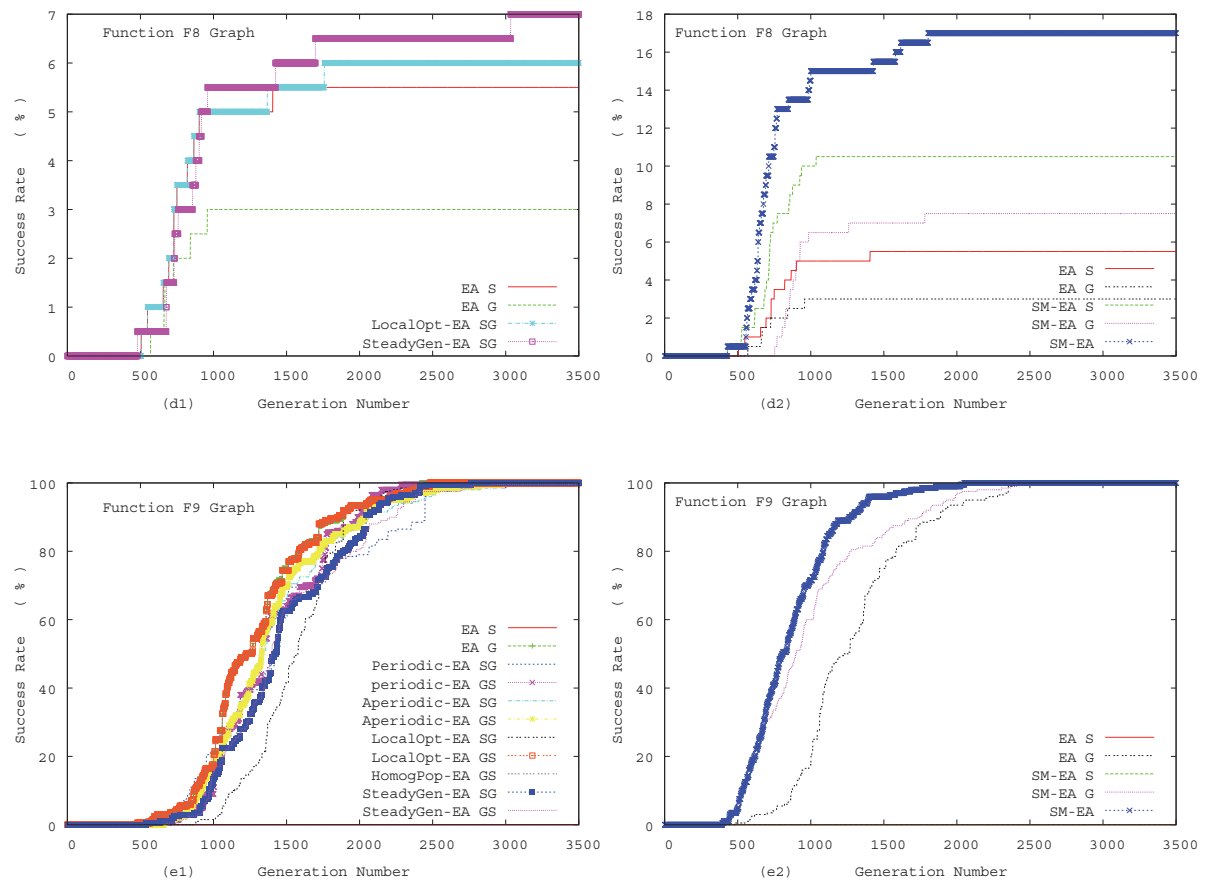 Function F8 Graph
7
6
5
4
3
2
1
0
Success Rate ( % )
EA S
EA G
LocalOpt-EA SG
SteadyGen-EA SG
0 500 1000 1500 2000 2500 3000 3500
(d1) Generation Number
Function F8 Graph
18
16
14
12
10
8
6
4
2
0
Success Rate ( % )
EA S
EA G
SM-EA S
SM-EA G
SM-EA
0 500 1000 1500 2000 2500 3000 3500
(d2) Generation Number
Function F9 Graph
100
80
60
40
20
0
Success Rate ( % )
EA S
EA G
Periodic-EA SG
periodic-EA GS
Aperiodic-EA SG
Aperiodic-EA GS
LocalOpt-EA SG
LocalOpt-EA GS
HomogPop-EA GS
SteadyGen-EA SG
SteadyGen-EA GS
0 500 1000 1500 2000 2500 3000 3500
(e1) Generation Number
Function F9 Graph
100
80
60
40
20
0
Success Rate ( % )
EA S
EA G
SM-EA S
SM-EA G
SM-EA
0 500 1000 1500 2000 2500 3000 3500
(e2) Generation Number